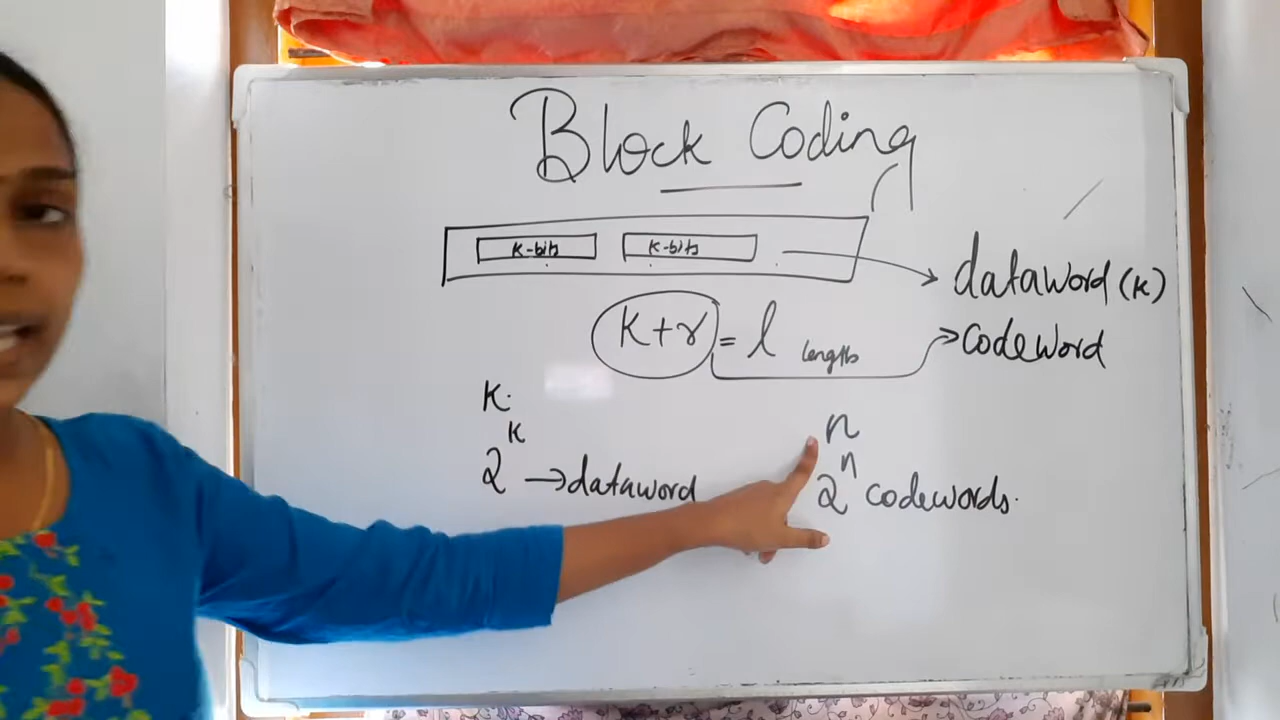 Block Coding
K-bits K-bits
dataword (K)
K+r = l length
codeword
K.
n
2^K → dataword
2^n codewords.